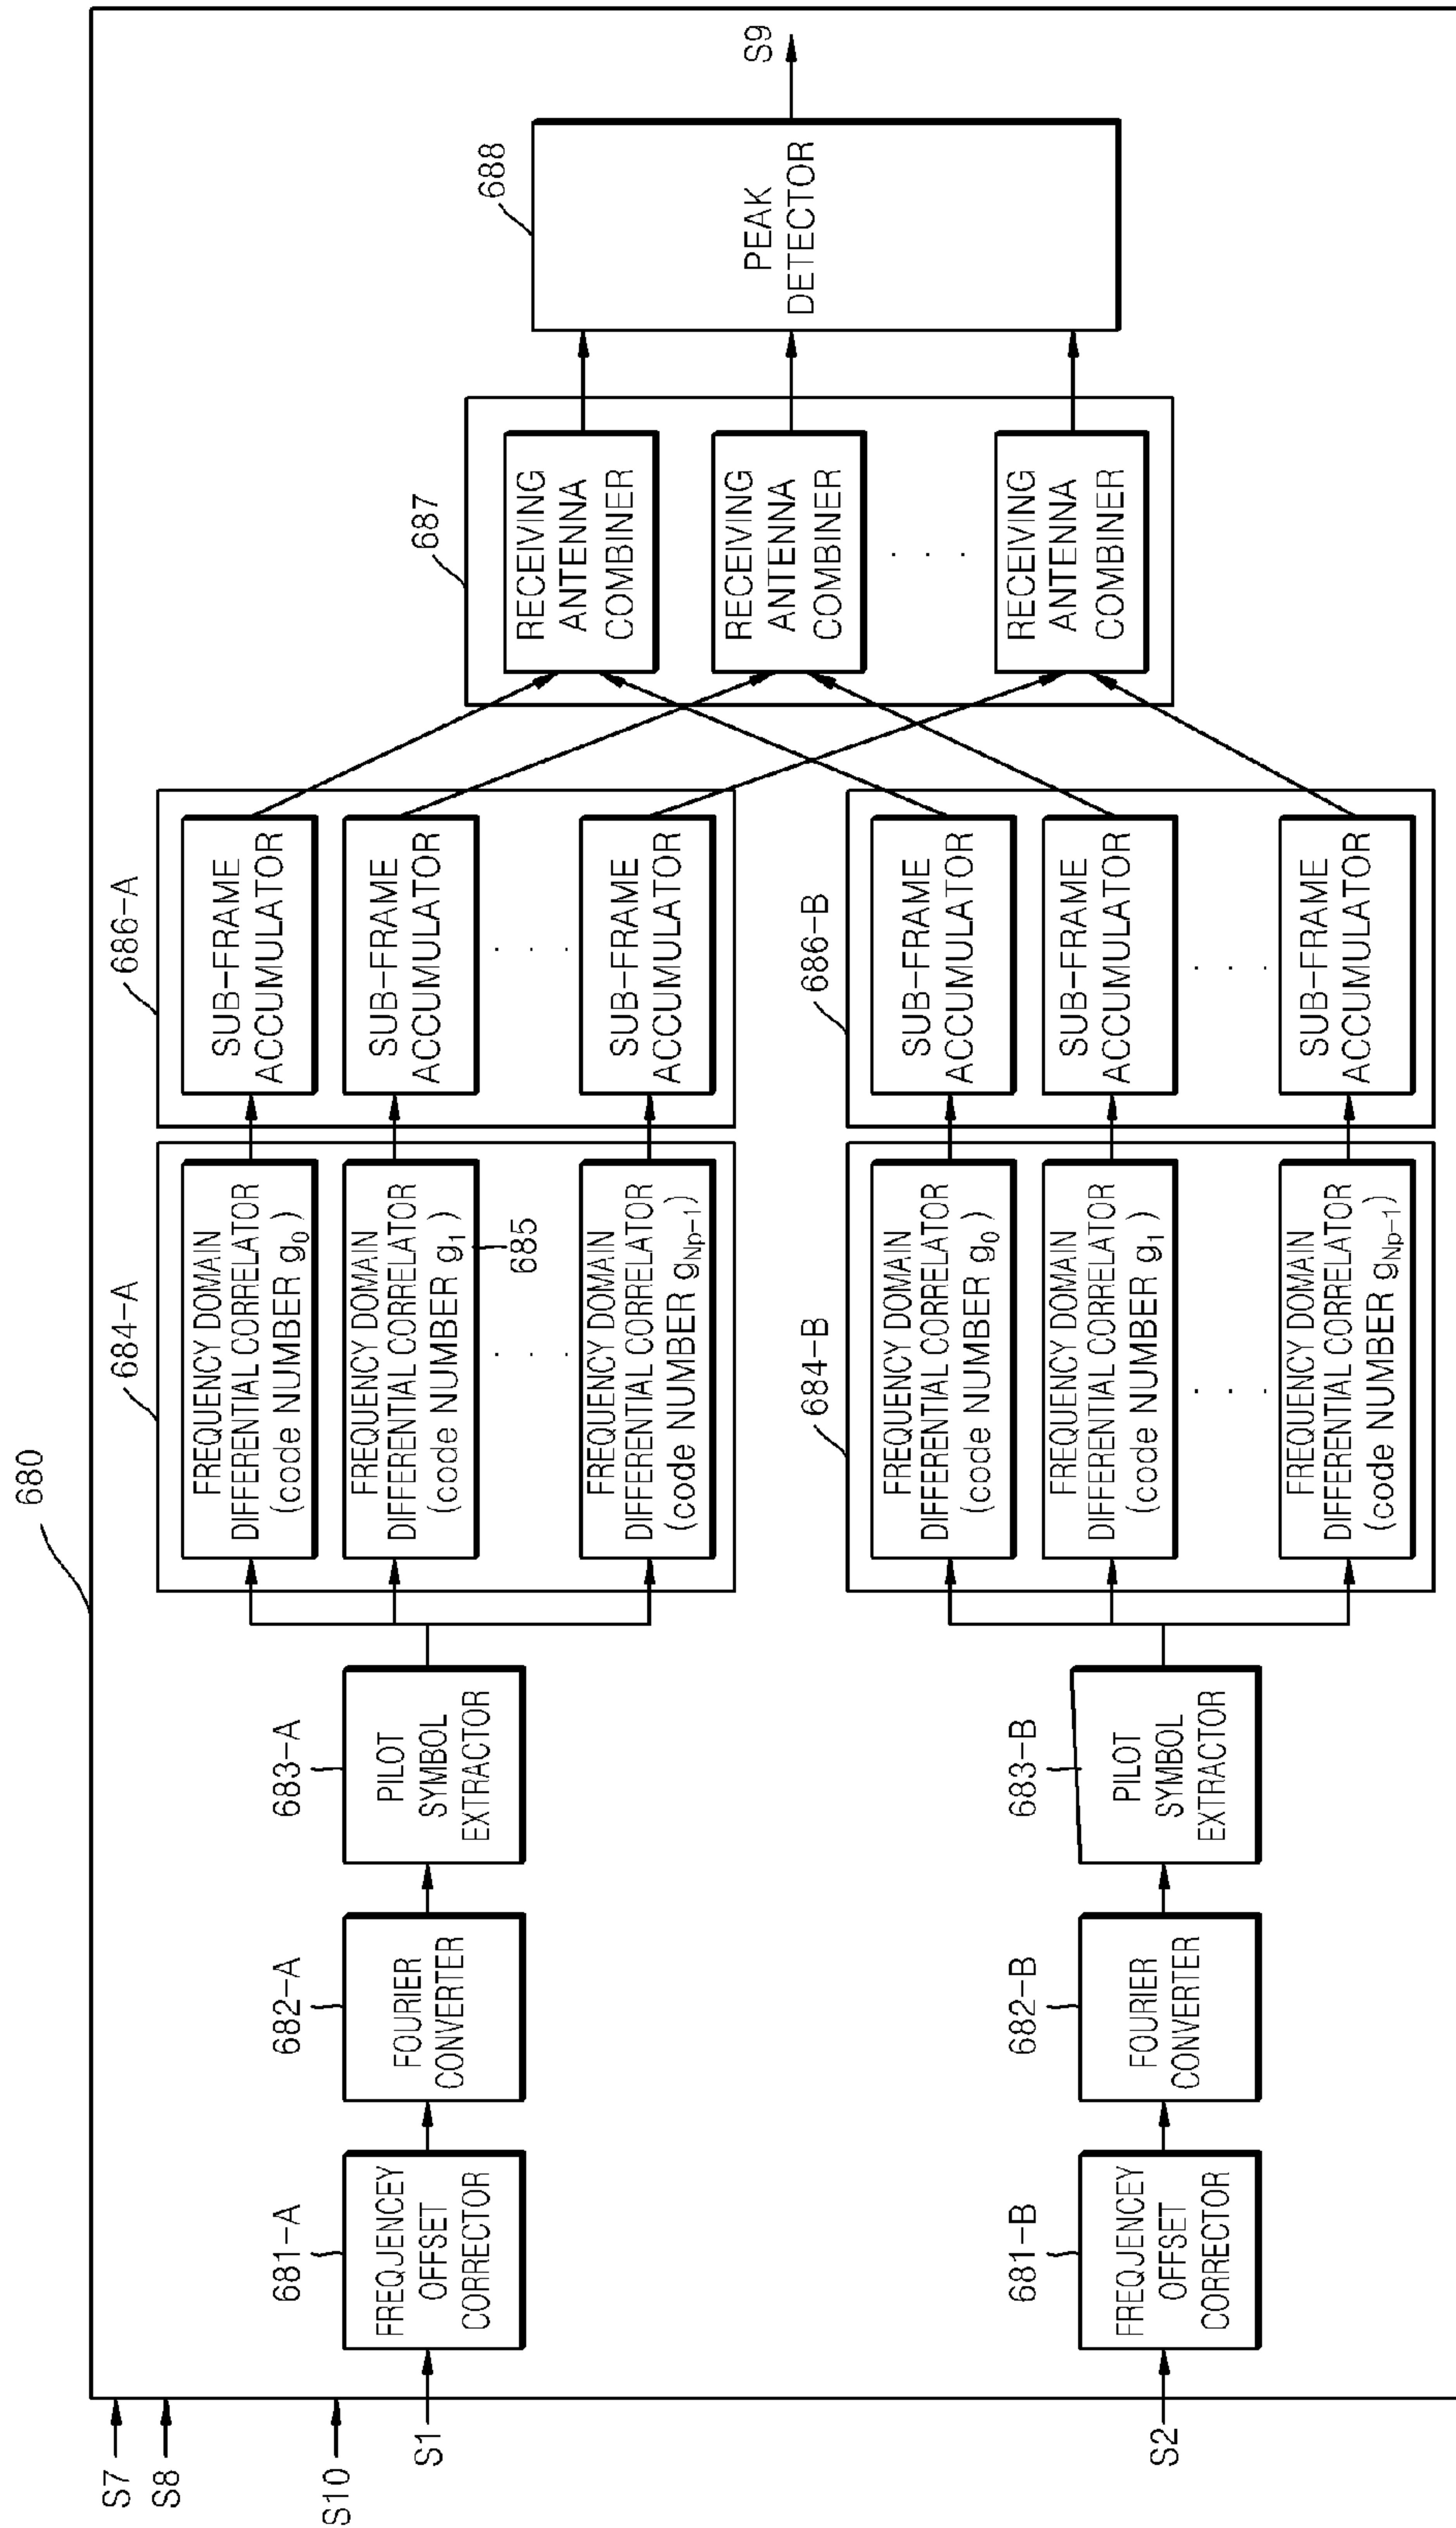 680
S7
S8
S10
S1
681-A
FREQUENCEY
OFFSET
CORRECTOR
682-A
FOURIER
CONVERTER
683-A
PILOT
SYMBOL
EXTRACTOR
684-A
FREQUENCY DOMAIN
DIFFERENTIAL CORRELATOR
(code NUMBER g₀)
FREQUENCY DOMAIN
DIFFERENTIAL CORRELATOR
(code NUMBER g₁)
685
. . .
FREQUENCY DOMAIN
DIFFERENTIAL CORRELATOR
(code NUMBER gNp-1)
686-A
SUB-FRAME
ACCUMULATOR
SUB-FRAME
ACCUMULATOR
. . .
SUB-FRAME
ACCUMULATOR
S2
681-B
FREQUENCEY
OFFSET
CORRECTOR
682-B
FOURIER
CONVERTER
683-B
PILOT
SYMBOL
EXTRACTOR
684-B
FREQUENCY DOMAIN
DIFFERENTIAL CORRELATOR
(code NUMBER g₀)
FREQUENCY DOMAIN
DIFFERENTIAL CORRELATOR
(code NUMBER g₁)
. . .
FREQUENCY DOMAIN
DIFFERENTIAL CORRELATOR
(code NUMBER gNp-1)
686-B
SUB-FRAME
ACCUMULATOR
SUB-FRAME
ACCUMULATOR
. . .
SUB-FRAME
ACCUMULATOR
687
RECEIVING
ANTENNA
COMBINER
RECEIVING
ANTENNA
COMBINER
. . .
RECEIVING
ANTENNA
COMBINER
688
PEAK
DETECTOR
S9